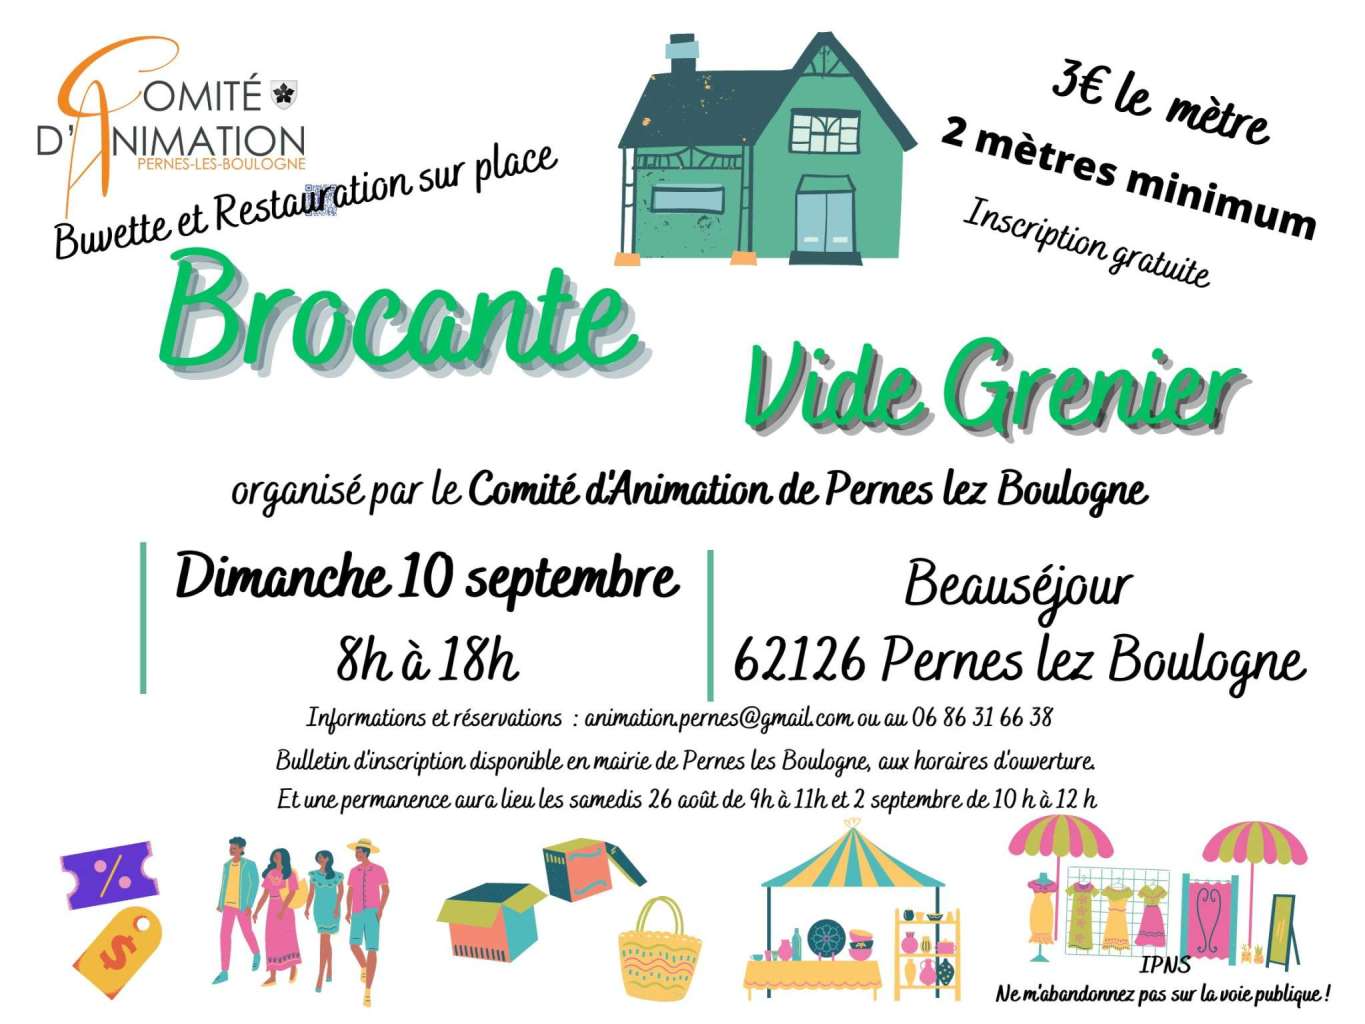 COMITÉ
D'ANIMATION
PERNES-LES-BOULOGNE
Buvette et Restauration sur place
3€ le mètre
2 mètres minimum
Inscription gratuite
Brocante
Vide Grenier
organisé par le Comité d'Animation de Pernes lez Boulogne
Dimanche 10 septembre
8h à 18h
Beauséjour
62126 Pernes lez Boulogne
Informations et réservations : animation.pernes@gmail.com ou au 06 86 31 66 38
Bulletin d'inscription disponible en mairie de Pernes les Boulogne, aux horaires d'ouverture.
Et une permanence aura lieu les samedis 26 août de 9h à 11h et 2 septembre de 10 h à 12 h
%
$
IPNS
Ne m'abandonnez pas sur la voie publique !